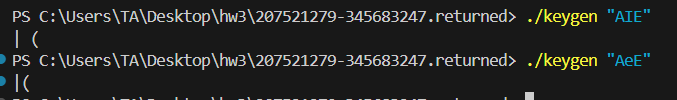 PS C:\Users\TA\Desktop\hw3\207521279-345683247.returned> ./keygen "AIE"
| (
PS C:\Users\TA\Desktop\hw3\207521279-345683247.returned> ./keygen "AeE"
|(